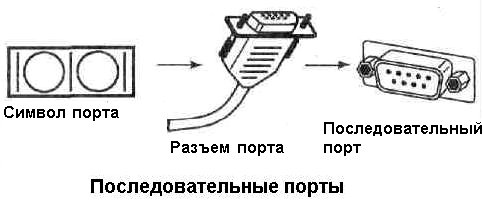 Символ порта
Разъем порта
Последовательный
порт
Последовательные порты